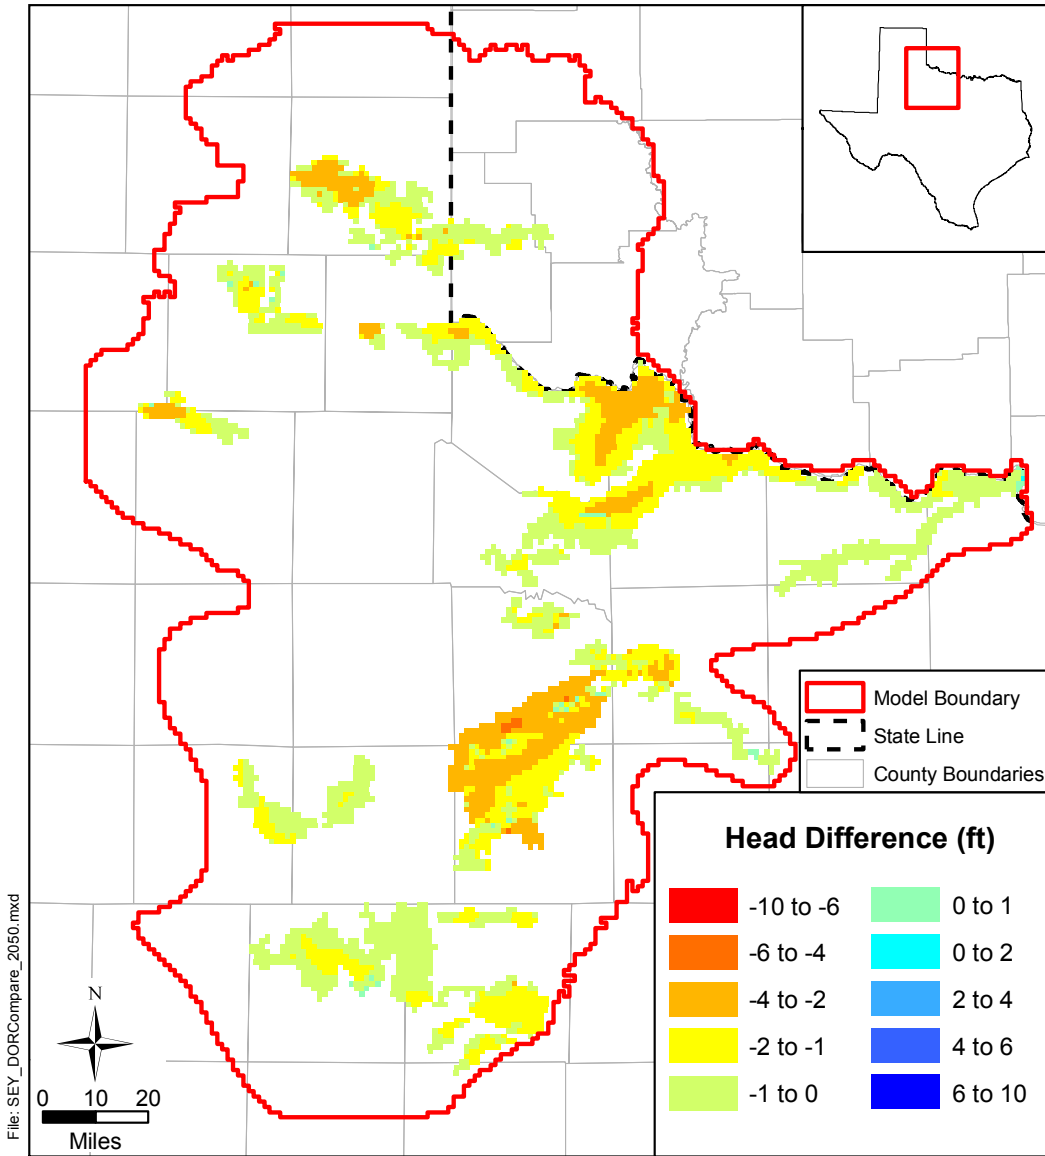 Model Boundary
State Line
County Boundaries
Head Difference (ft)
-10 to -6
-6 to -4
-4 to -2
-2 to -1
-1 to 0
0 to 1
0 to 2
2 to 4
4 to 6
6 to 10
N
0 10 20
Miles
File: SEY_DORCompare_2050.mxd